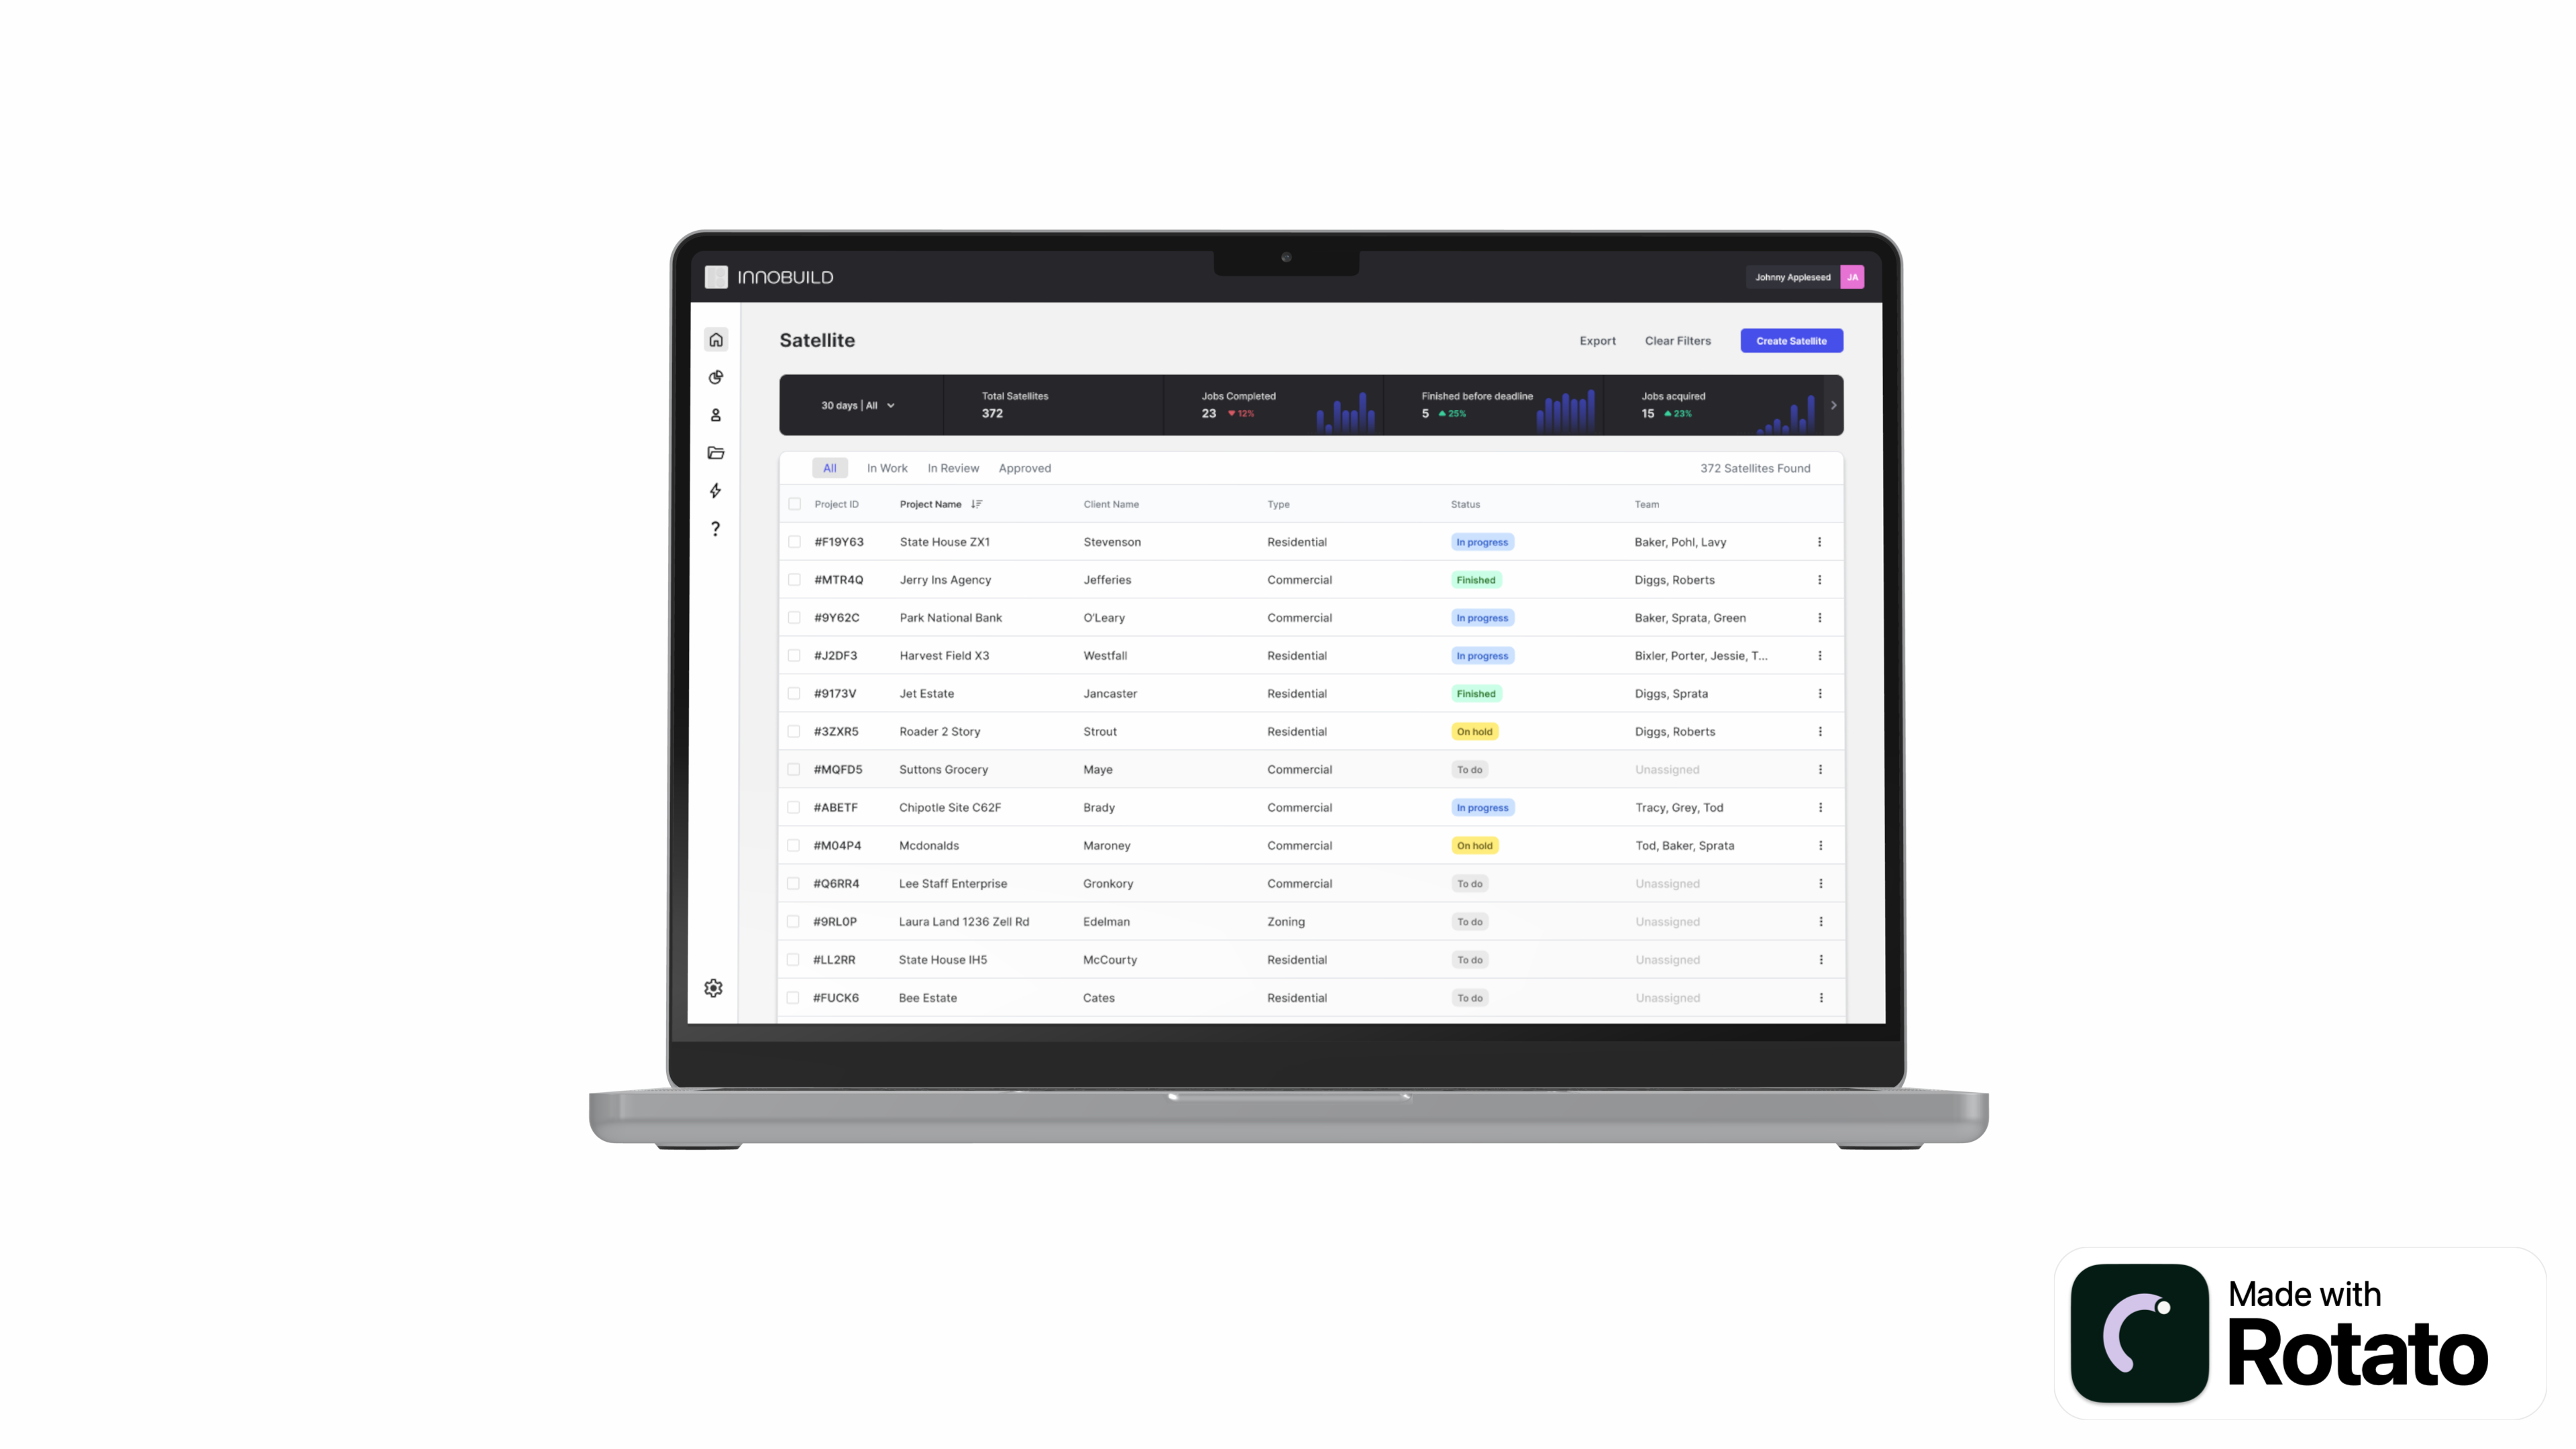 INNOBUILD
Johnny Appleseed JA
Satellite
Export Clear Filters Create Satellite
30 days | All
Total Satellites
372
Jobs Completed
23 12%
Finished before deadline
5 25%
Jobs acquired
15 23%
All In Work In Review Approved 372 Satellites Found
Project ID Project Name Client Name Type Status Team
#F19Y63 State House ZX1 Stevenson Residential In progress Baker, Pohl, Lavy
#MTR4Q Jerry Ins Agency Jefferies Commercial Finished Diggs, Roberts
#9Y62C Park National Bank O'Leary Commercial In progress Baker, Sprata, Green
#J2DF3 Harvest Field X3 Westfall Residential In progress Bixler, Porter, Jessie, T...
#9173V Jet Estate Jancaster Residential Finished Diggs, Sprata
#3ZXR5 Roader 2 Story Strout Residential On hold Diggs, Roberts
#MQFD5 Suttons Grocery Maye Commercial To do Unassigned
#ABETF Chipotle Site C62F Brady Commercial In progress Tracy, Grey, Tod
#M04P4 Mcdonalds Maroney Commercial On hold Tod, Baker, Sprata
#Q6RR4 Lee Staff Enterprise Gronkory Commercial To do Unassigned
#9RL0P Laura Land 1236 Zell Rd Edelman Zoning To do Unassigned
#LL2RR State House IH5 McCourty Residential To do Unassigned
#FUCK6 Bee Estate Cates Residential To do Unassigned
Made with
Rotato